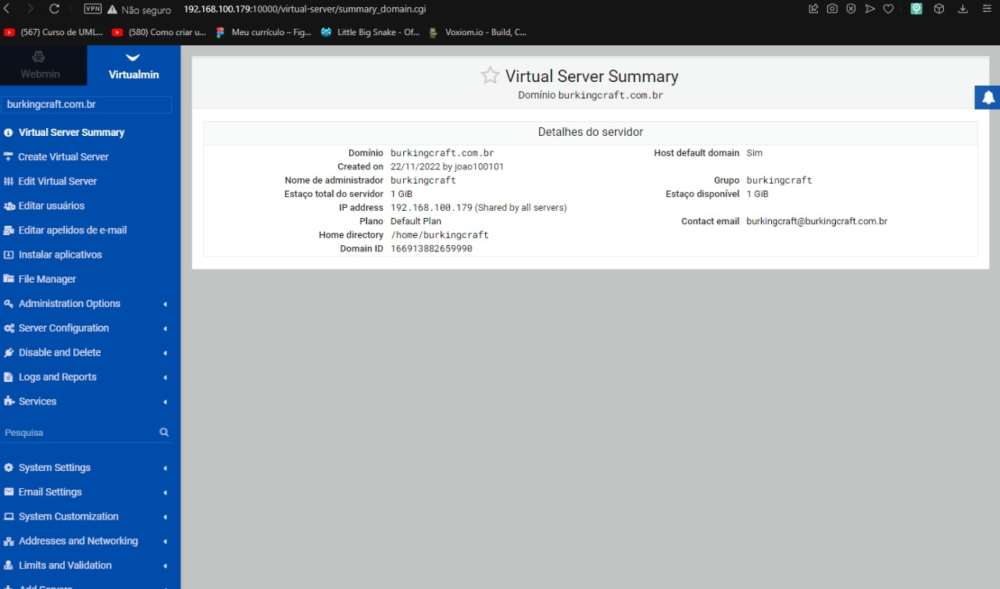 VPN Não seguro 192.168.100.179:10000/virtual-server/summary_domain.cgi
(567) Curso de UML... (580) Como criar u... Meu currículo – Fig... Little Big Snake - Of... Voxiom.io - Build, C...
Webmin Virtualmin
burkingcraft.com.br
Virtual Server Summary
Create Virtual Server
Edit Virtual Server
Editar usuários
Editar apelidos de e-mail
Instalar aplicativos
File Manager
Administration Options
Server Configuration
Disable and Delete
Logs and Reports
Services
Pesquisa
System Settings
Email Settings
System Customization
Addresses and Networking
Limits and Validation
Add Servers
Virtual Server Summary
Domínio burkingcraft.com.br
Detalhes do servidor
Domínio burkingcraft.com.br Host default domain Sim
Created on 22/11/2022 by joao100101
Nome de administrador burkingcraft Grupo burkingcraft
Estaço total do servidor 1 GiB Estaço disponível 1 GiB
IP address 192.168.100.179 (Shared by all servers)
Plano Default Plan Contact email burkingcraft@burkingcraft.com.br
Home directory /home/burkingcraft
Domain ID 166913882659990